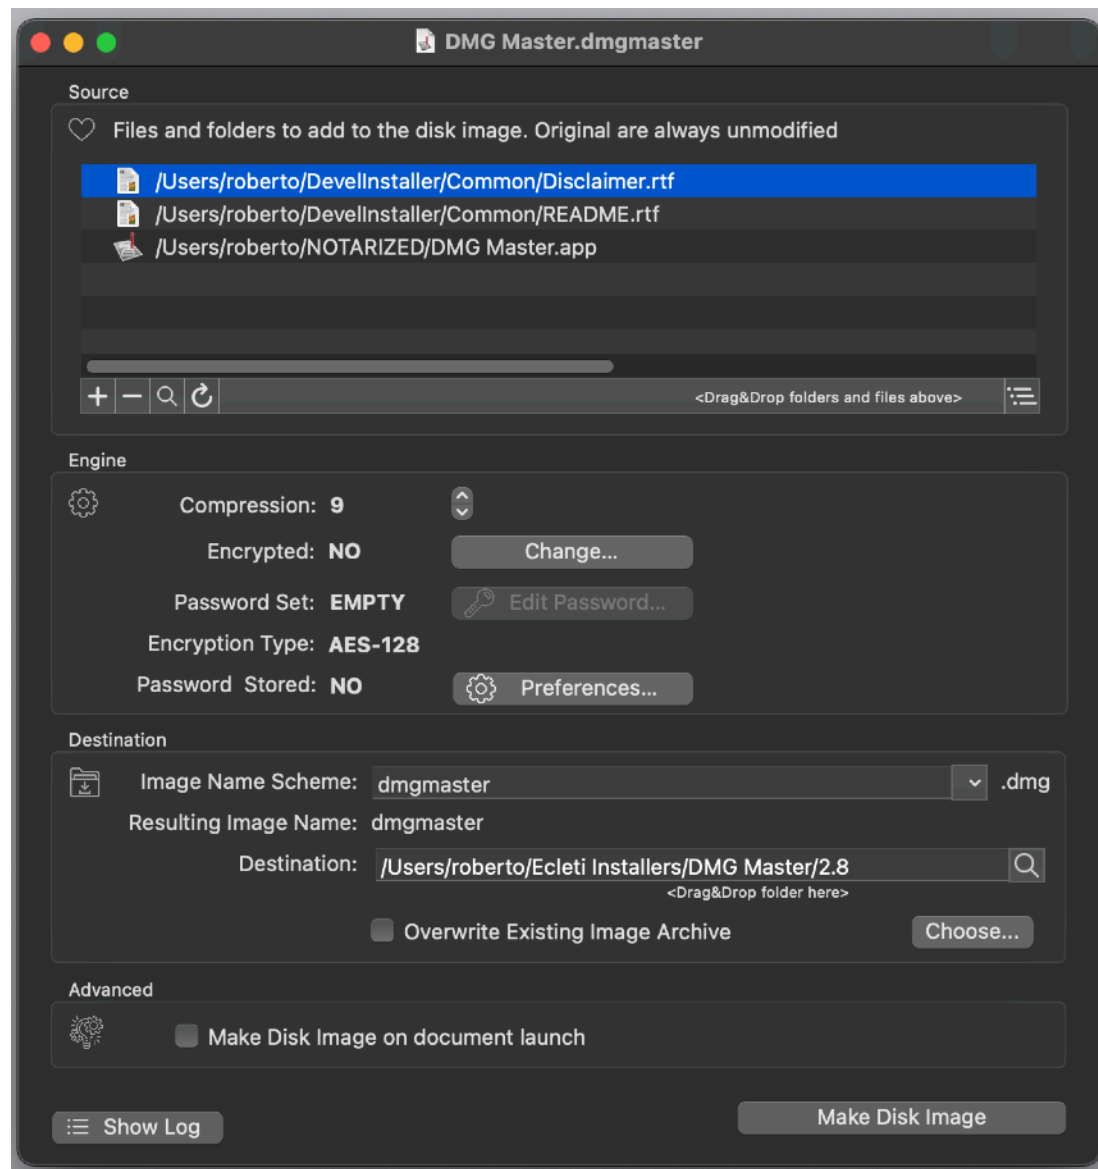 DMG Master.dmgmaster
Source
Files and folders to add to the disk image. Original are always unmodified
/Users/roberto/DevelInstaller/Common/Disclaimer.rtf
/Users/roberto/DevelInstaller/Common/README.rtf
/Users/roberto/NOTARIZED/DMG Master.app
<Drag&Drop folders and files above>
Engine
Compression: 9
Encrypted: NO Change...
Password Set: EMPTY Edit Password...
Encryption Type: AES-128
Password Stored: NO Preferences...
Destination
Image Name Scheme: dmgmaster .dmg
Resulting Image Name: dmgmaster
Destination: /Users/roberto/Ecleti Installers/DMG Master/2.8
<Drag&Drop folder here>
Overwrite Existing Image Archive Choose...
Advanced
Make Disk Image on document launch
Show Log Make Disk Image